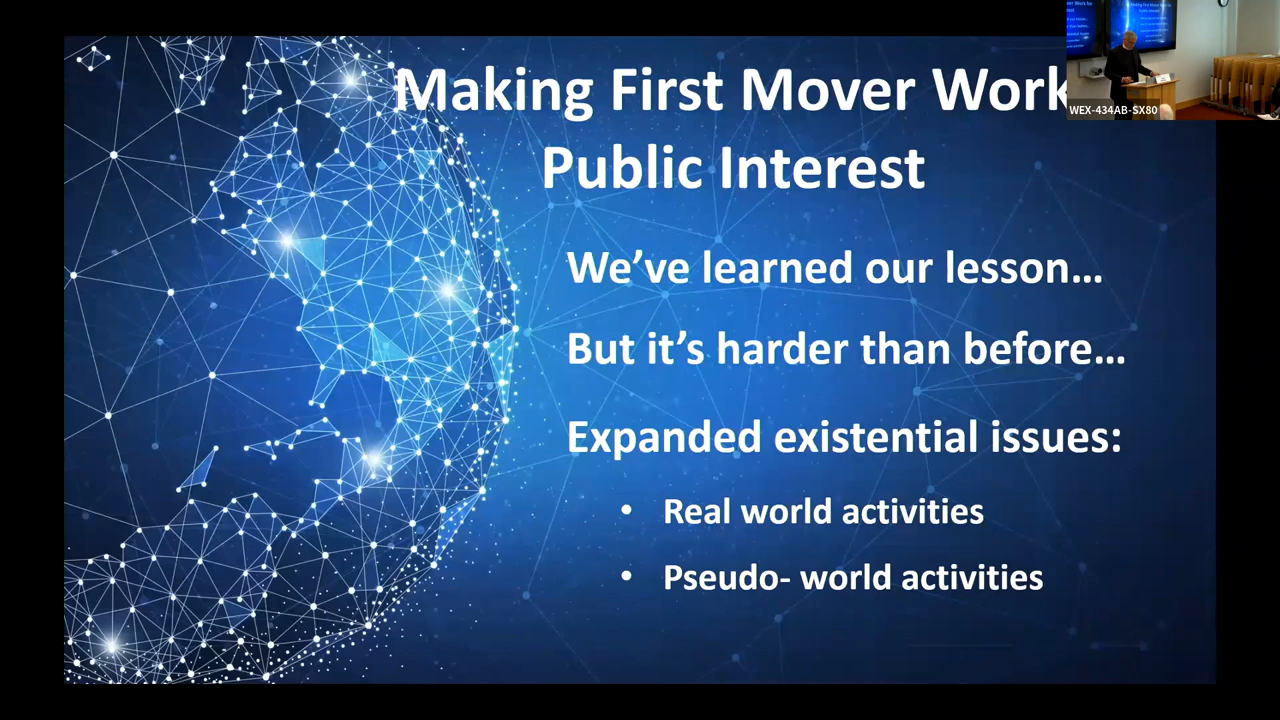 Making First Mover Work
Public Interest
We've learned our lesson…
But it's harder than before…
Expanded existential issues:
• Real world activities
• Pseudo- world activities
WEX-434AB-SX80